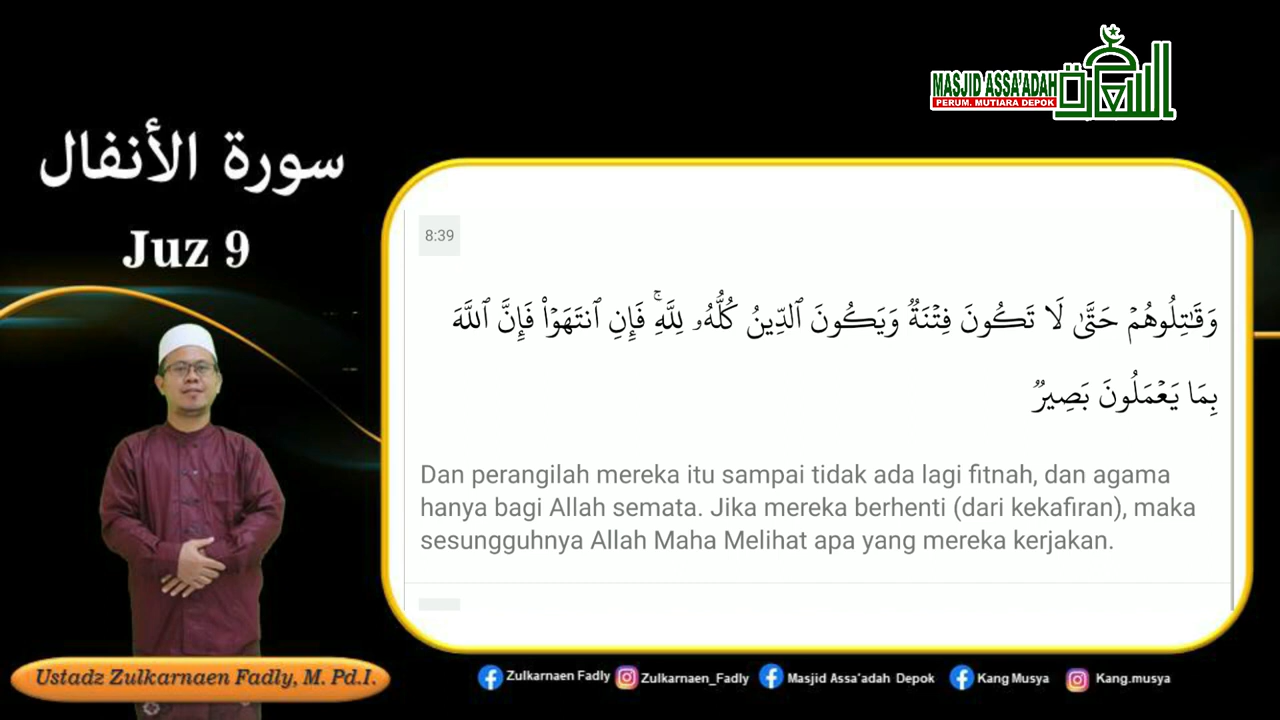 MASJID ASSA'ADAH
PERUM. MUTIARA DEPOK
سورة الأنفال
Juz 9
8:39
وَقَٰتِلُوهُمۡ حَتَّىٰ لَا تَكُونَ فِتۡنَةٞ وَيَكُونَ ٱلدِّينُ كُلُّهُۥ لِلَّهِۚ فَإِنِ ٱنتَهَوۡاْ فَإِنَّ ٱللَّهَ
بِمَا يَعۡمَلُونَ بَصِيرٞ
Dan perangilah mereka itu sampai tidak ada lagi fitnah, dan agama
hanya bagi Allah semata. Jika mereka berhenti (dari kekafiran), maka
sesungguhnya Allah Maha Melihat apa yang mereka kerjakan.
Ustadz Zulkarnaen Fadly, M. Pd.I.
Zulkarnaen Fadly Zulkarnaen_Fadly Masjid Assa'adah Depok Kang Musya Kang.musya